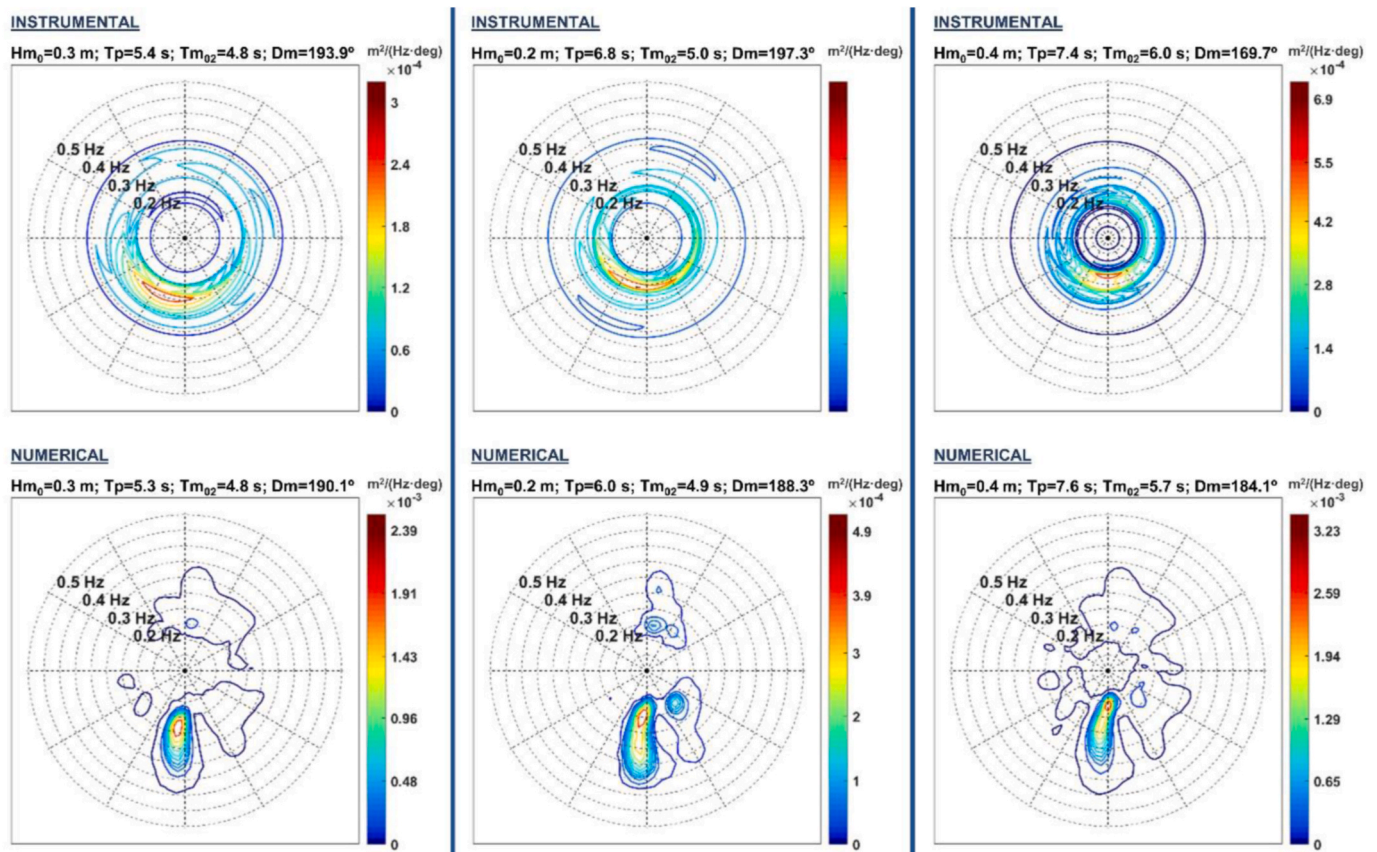 INSTRUMENTAL
Hm₀=0.3 m; Tp=5.4 s; Tm₀₂=4.8 s; Dm=193.9º m²/(Hz·deg)
×10⁻⁴
3
2.4
1.8
1.2
0.6
0
0.5 Hz
0.4 Hz
0.3 Hz
0.2 Hz
INSTRUMENTAL
Hm₀=0.2 m; Tp=6.8 s; Tm₀₂=5.0 s; Dm=197.3º m²/(Hz·deg)
0.5 Hz
0.4 Hz
0.3 Hz
0.2 Hz
INSTRUMENTAL
Hm₀=0.4 m; Tp=7.4 s; Tm₀₂=6.0 s; Dm=169.7º m²/(Hz·deg)
×10⁻⁴
6.9
5.5
4.2
2.8
1.4
0
0.5 Hz
0.4 Hz
0.3 Hz
0.2 Hz
NUMERICAL
Hm₀=0.3 m; Tp=5.3 s; Tm₀₂=4.8 s; Dm=190.1º m²/(Hz·deg)
×10⁻³
2.39
1.91
1.43
0.96
0.48
0
0.5 Hz
0.4 Hz
0.3 Hz
0.2 Hz
NUMERICAL
Hm₀=0.2 m; Tp=6.0 s; Tm₀₂=4.9 s; Dm=188.3º m²/(Hz·deg)
×10⁻⁴
4.9
3.9
3
2
1
0
0.5 Hz
0.4 Hz
0.3 Hz
0.2 Hz
NUMERICAL
Hm₀=0.4 m; Tp=7.6 s; Tm₀₂=5.7 s; Dm=184.1º m²/(Hz·deg)
×10⁻³
3.23
2.59
1.94
1.29
0.65
0
0.5 Hz
0.4 Hz
0.3 Hz
0.2 Hz